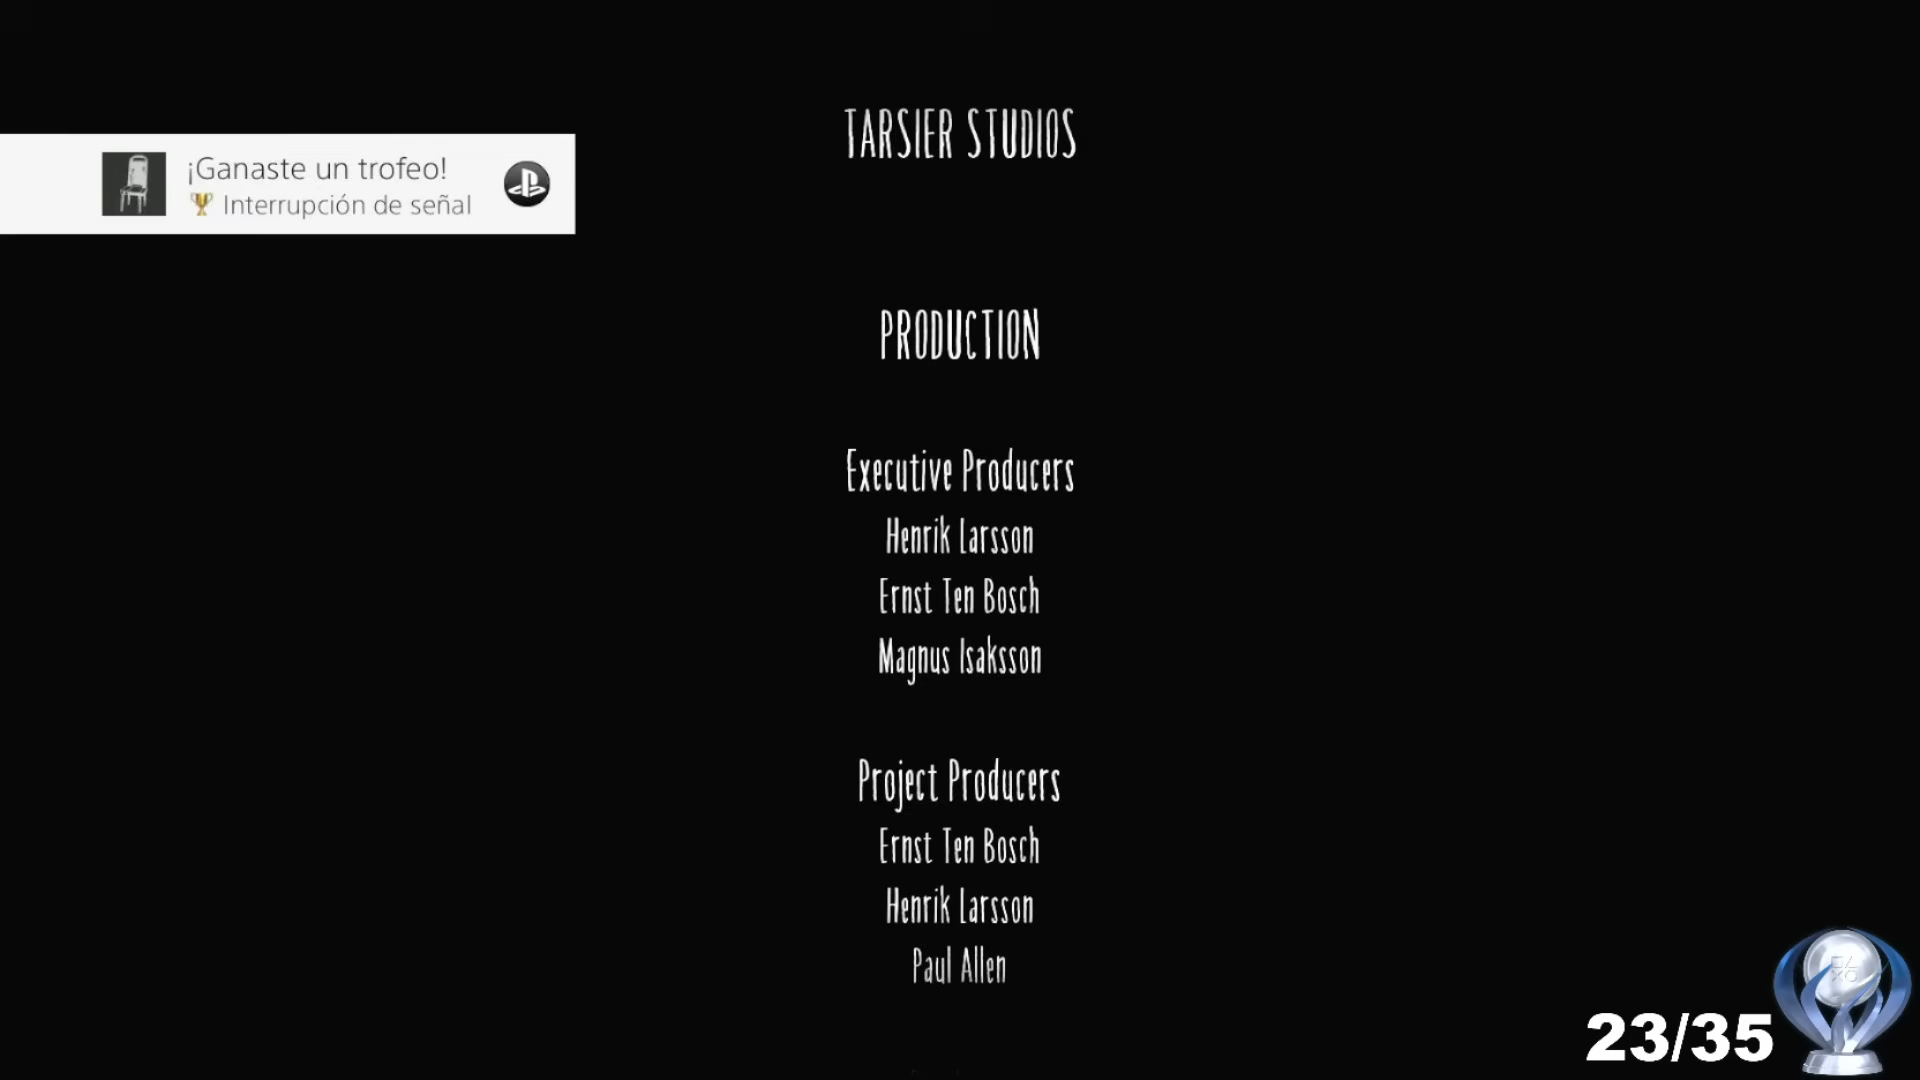 TARSIER STUDIOS
¡Ganaste un trofeo!
Interrupción de señal
PRODUCTION
Executive Producers
Henrik Larsson
Ernst Ten Bosch
Magnus Isaksson
Project Producers
Ernst Ten Bosch
Henrik Larsson
Paul Allen
23/35